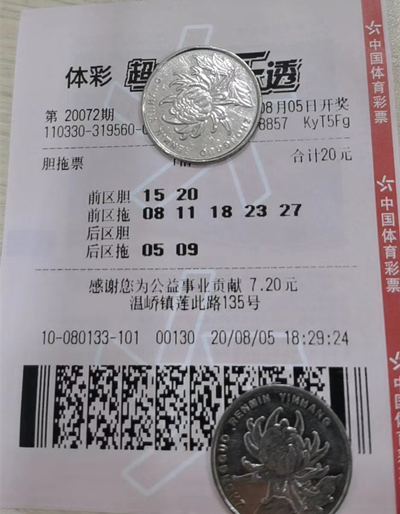 体彩 超 乐透
第 20072期 08月05日开奖
110330-319560- 8857 KyT5Fg
胆拖票 合计20元
前区胆 15 20
前区拖 08 11 18 23 27
后区胆
后区拖 05 09
感谢您为公益事业贡献 7.20元
温峤镇莲此路135号
10-080133-101 00130 20/08/05 18:29:24
中国体育彩票
中国体育彩票
中国体育彩票